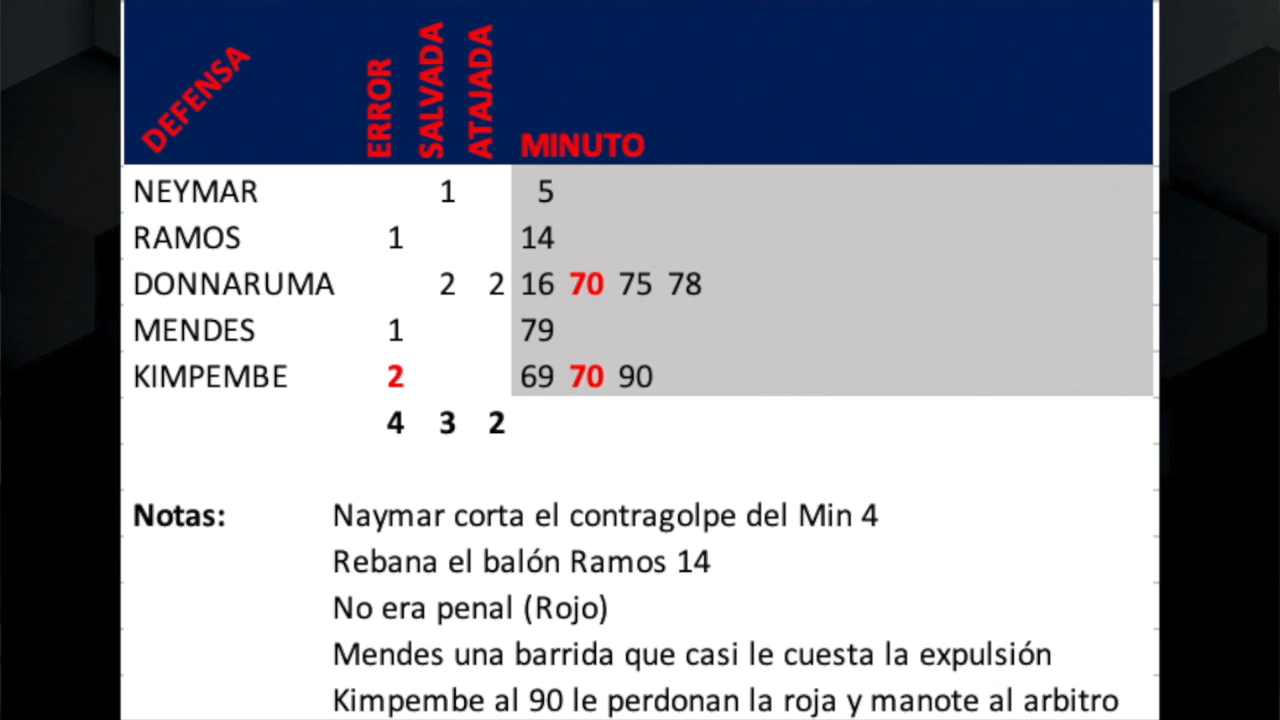 DEFENSA ERROR SALVADA ATAJADA MINUTO
NEYMAR 1 5
RAMOS 1 14
DONNARUMA 2 2 16 70 75 78
MENDES 1 79
KIMPEMBE 2 69 70 90
4 3 2
Notas: Naymar corta el contragolpe del Min 4
Rebana el balón Ramos 14
No era penal (Rojo)
Mendes una barrida que casi le cuesta la expulsión
Kimpembe al 90 le perdonan la roja y manote al arbitro